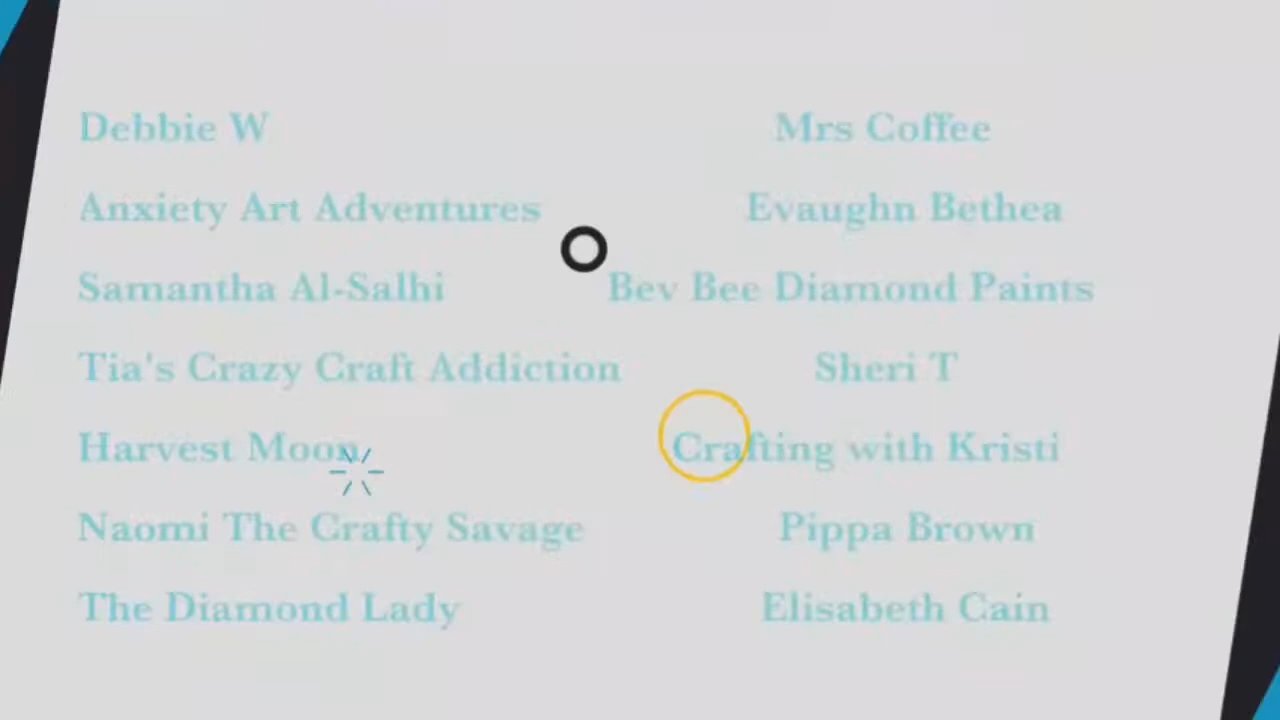 Debbie W
Mrs Coffee
Anxiety Art Adventures
Evaughn Bethea
Samantha Al-Salhi
Bev Bee Diamond Paints
Tia's Crazy Craft Addiction
Sheri T
Harvest Moon
Crafting with Kristi
Naomi The Crafty Savage
Pippa Brown
The Diamond Lady
Elisabeth Cain